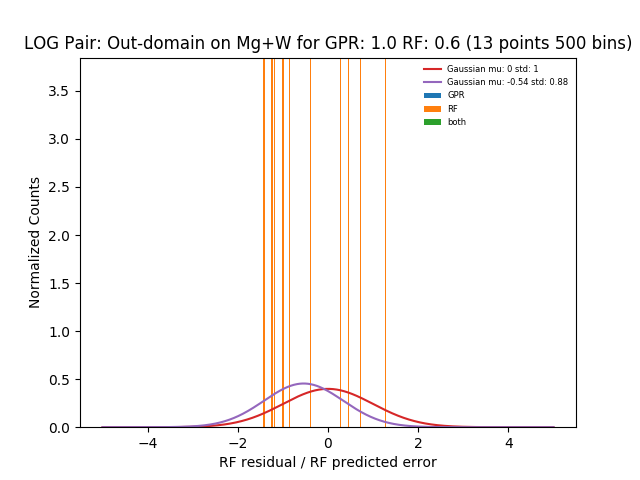 LOG Pair: Out-domain on Mg+W for GPR: 1.0 RF: 0.6 (13 points 500 bins)
Gaussian mu: 0 std: 1
Gaussian mu: -0.54 std: 0.88
GPR
RF
both
Normalized Counts
3.5
3.0
2.5
2.0
1.5
1.0
0.5
0.0
−4 −2 0 2 4
RF residual / RF predicted error